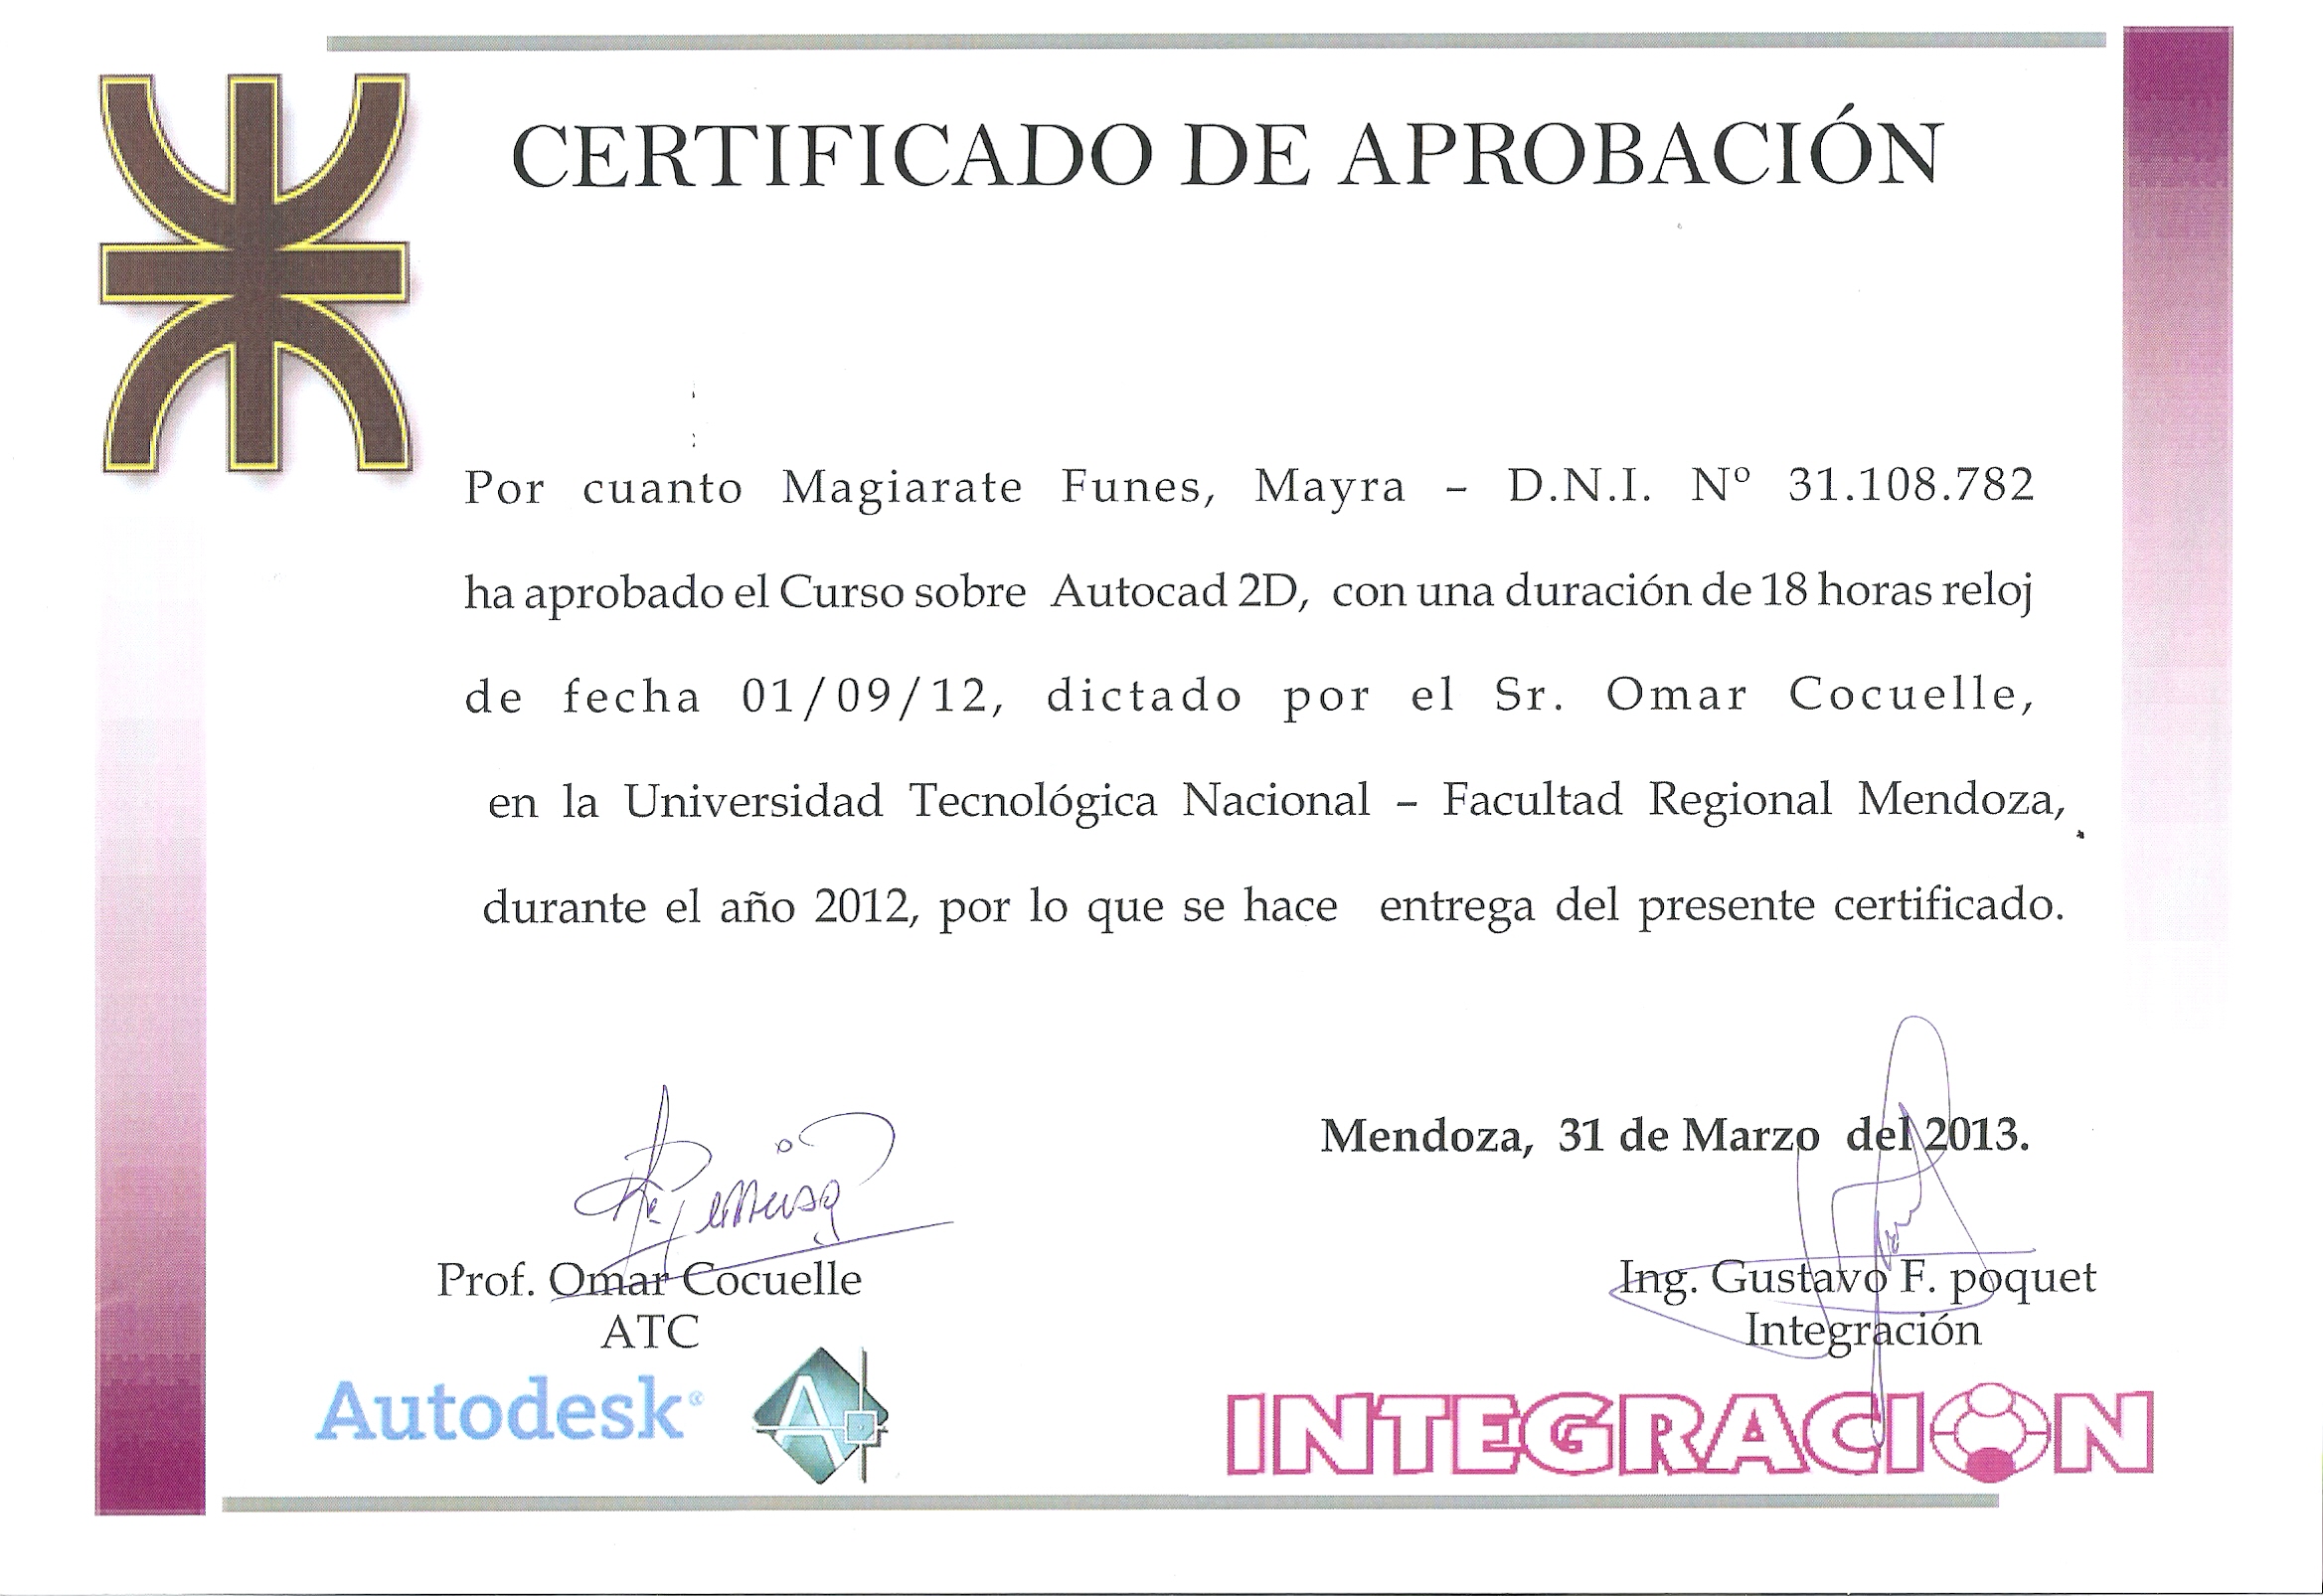 CERTIFICADO DE APROBACIÓN
Por cuanto Magiarate Funes, Mayra – D.N.I. Nº 31.108.782
ha aprobado el Curso sobre Autocad 2D, con una duración de 18 horas reloj
de fecha 01/09/12, dictado por el Sr. Omar Cocuelle,
en la Universidad Tecnológica Nacional – Facultad Regional Mendoza,
durante el año 2012, por lo que se hace entrega del presente certificado.
Mendoza, 31 de Marzo del 2013.
Prof. Omar Cocuelle
ATC
Ing. Gustavo F. poquet
Integración
Autodesk®
INTEGRACIÓN